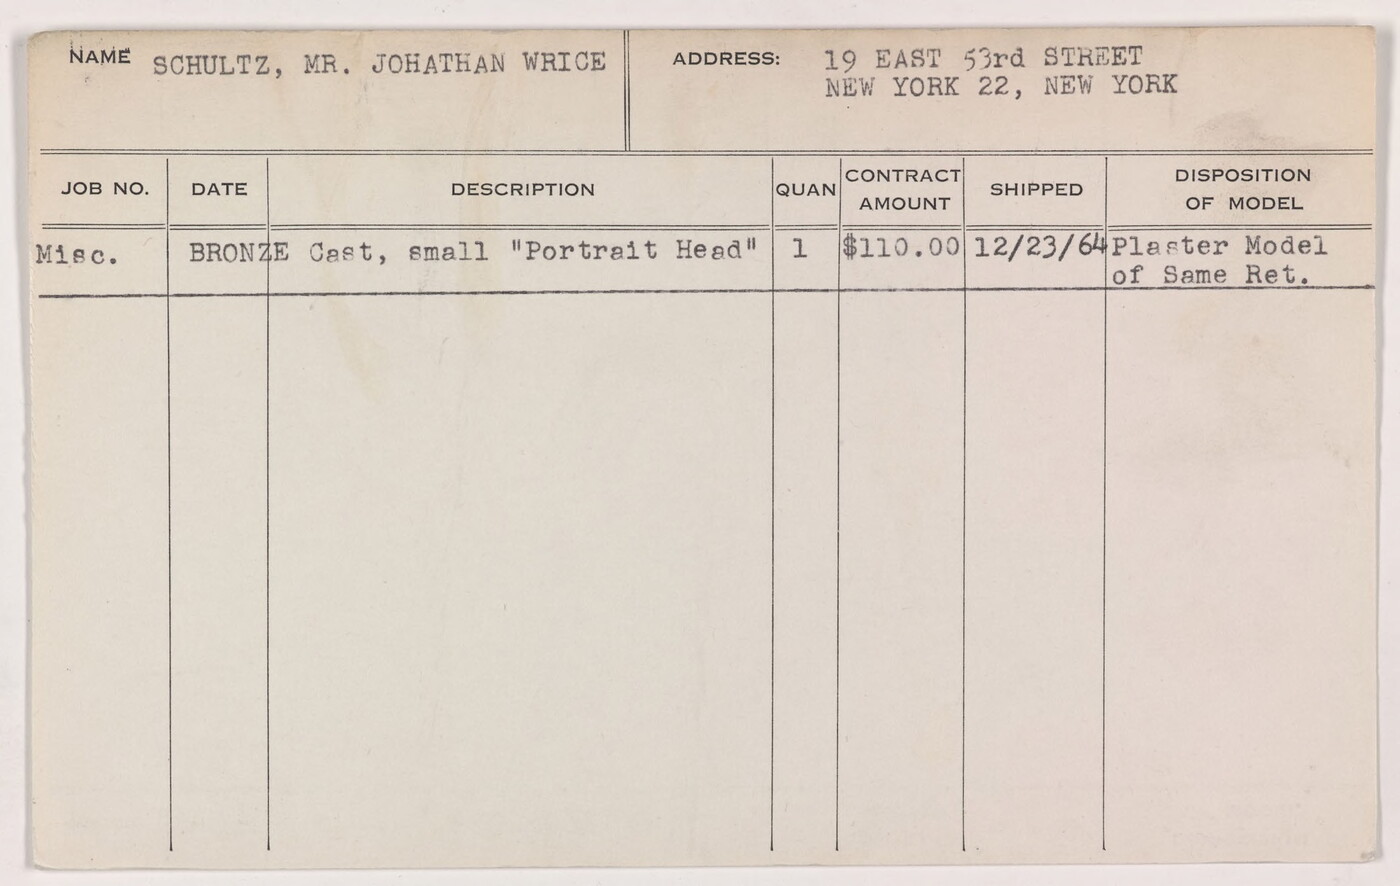 NAME SCHULTZ, MR. JOHATHAN WRICE
ADDRESS: 19 EAST 53rd STREET
NEW YORK 22, NEW YORK
JOB NO. DATE DESCRIPTION QUAN CONTRACT AMOUNT SHIPPED DISPOSITION OF MODEL
Misc. BRONZE Cast, small "Portrait Head" 1 $110.00 12/23/64 Plaster Model
of Same Ret.